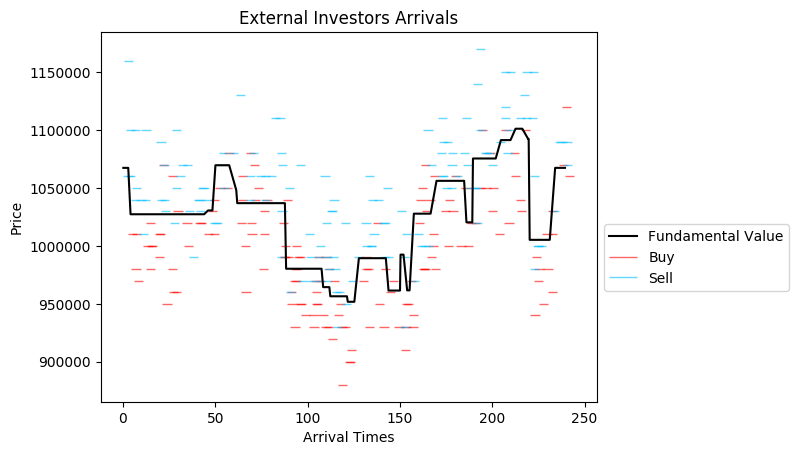 External Investors Arrivals
Price
1150000
1100000
1050000
1000000
950000
900000
0 50 100 150 200 250
Arrival Times
Fundamental Value
Buy
Sell